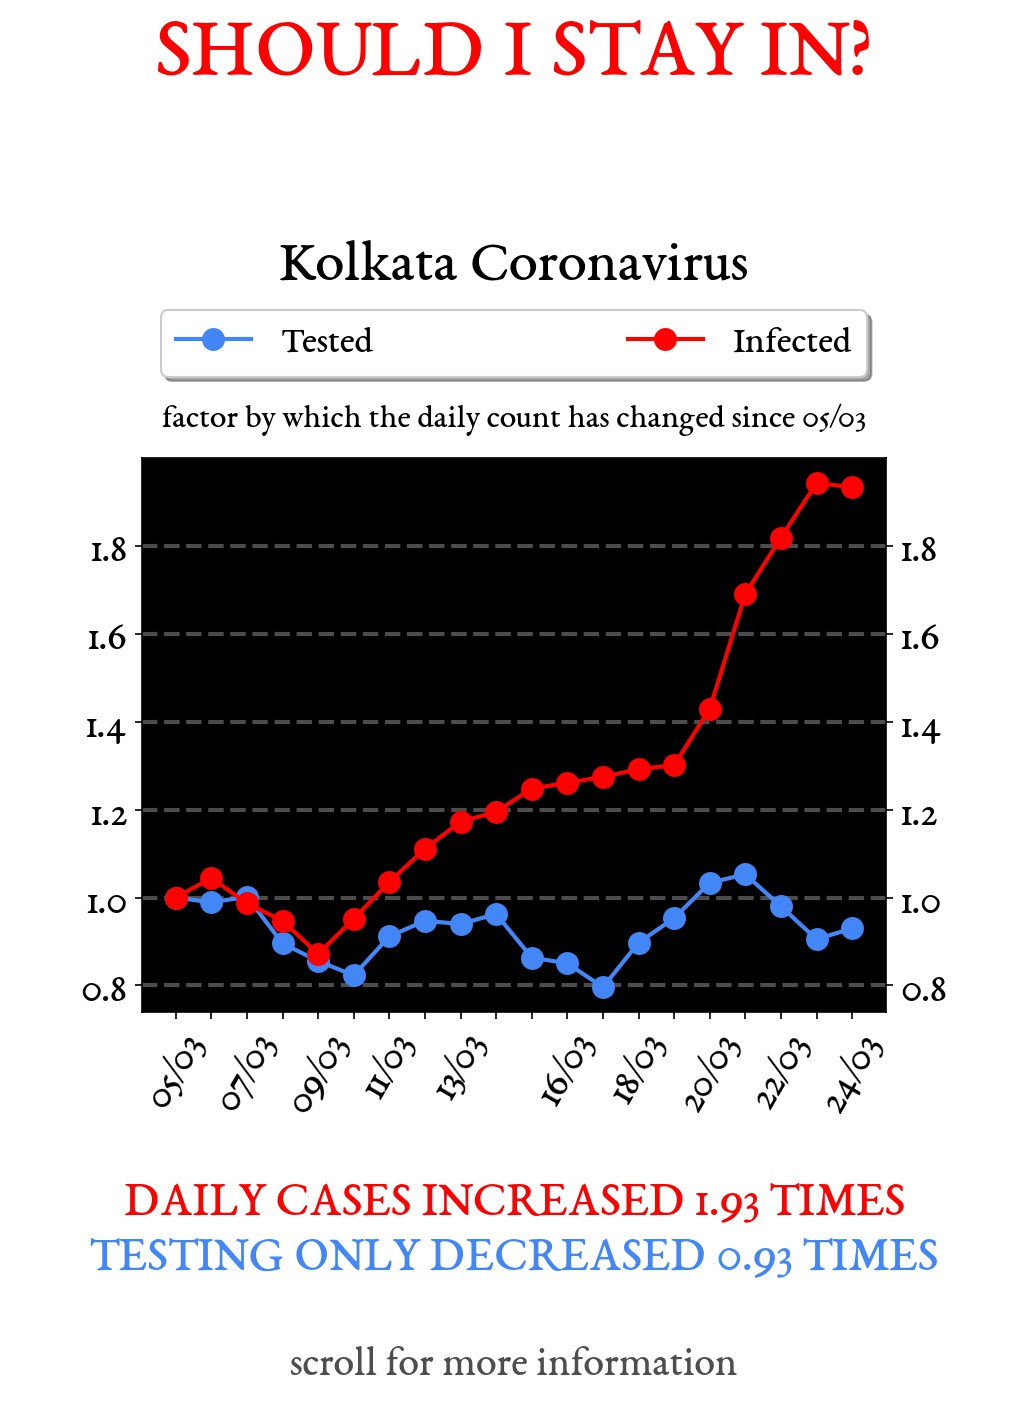 SHOULD I STAY IN?
Kolkata Coronavirus
Tested Infected
factor by which the daily count has changed since 05/03
1.8 1.8
1.6 1.6
1.4 1.4
1.2 1.2
1.0 1.0
0.8 0.8
05/03 07/03 09/03 11/03 13/03 16/03 18/03 20/03 22/03 24/03
DAILY CASES INCREASED 1.93 TIMES
TESTING ONLY DECREASED 0.93 TIMES
scroll for more information